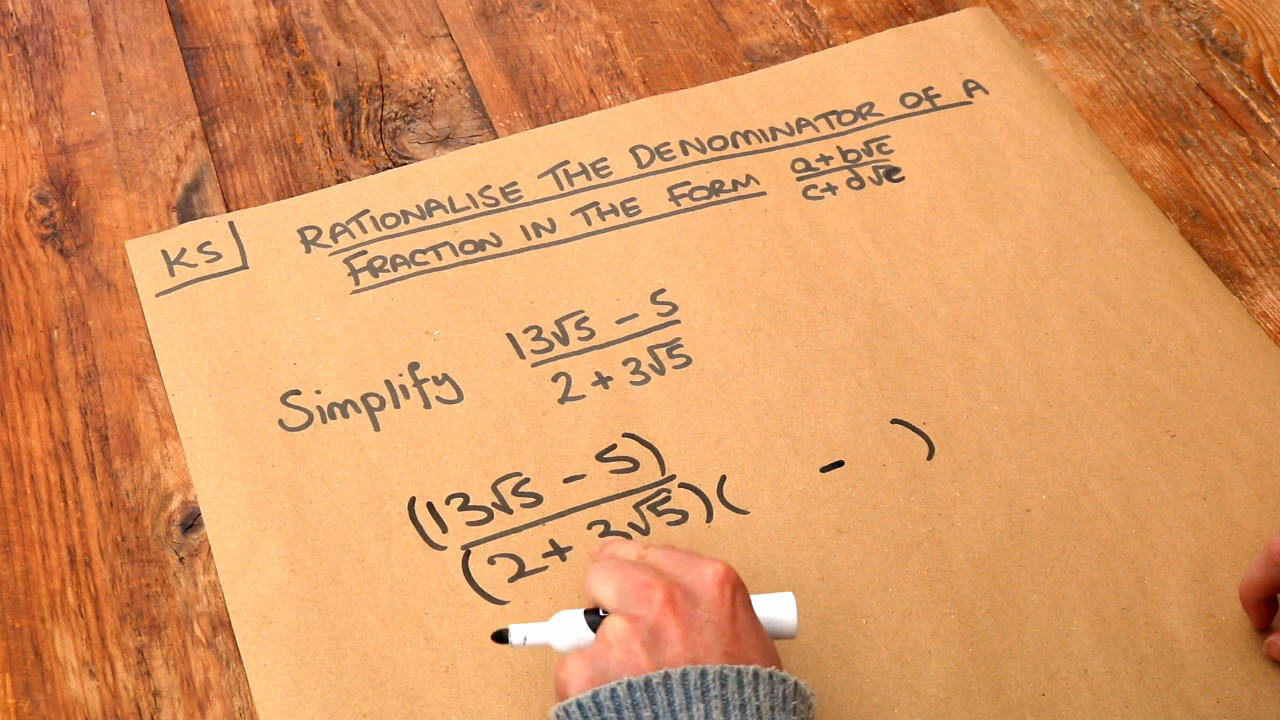 K5
RATIONALISE THE DENOMINATOR OF A
FRACTION IN THE FORM (a+b√c)/(c+d√e)
Simplify (13√5 - 5)/(2 + 3√5)
(13√5 - 5)
(2 + 3√5)( - )